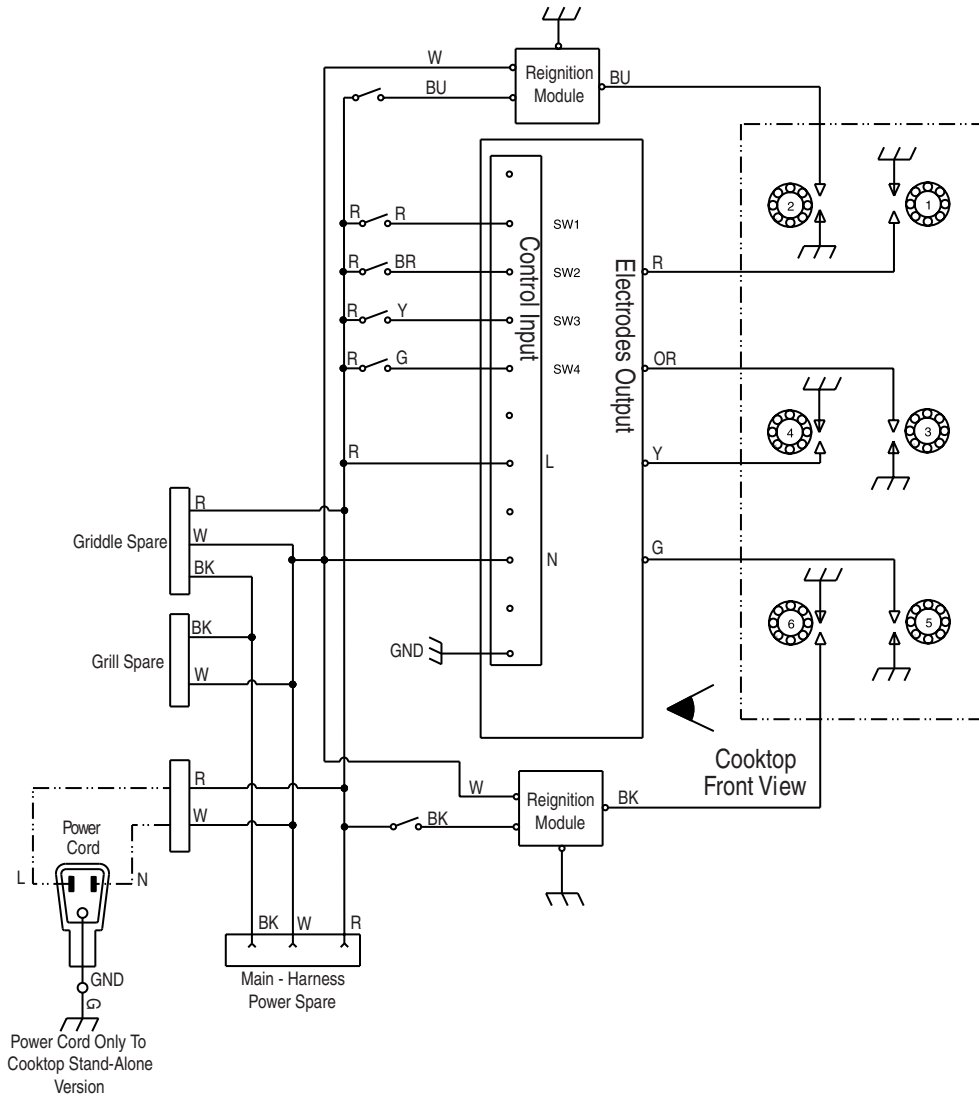 W
Reignition
Module
BU
BU
2
1
R
R
SW1
R
BR
SW2
R
R
Y
SW3
R
G
SW4
OR
Control Input
Electrodes Output
4
3
R
L
Y
R
Griddle Spare
W
N
G
BK
BK
6
5
Grill Spare
W
GND
Cooktop
Front View
R
W
Reignition
Module
BK
W
BK
Power
Cord
L
N
BK
W
R
Main - Harness
Power Spare
GND
G
Power Cord Only To
Cooktop Stand-Alone
Version